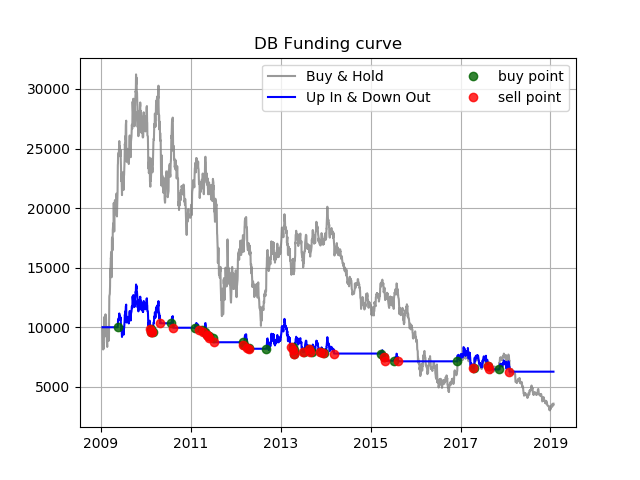 DB Funding curve
Buy & Hold
Up In & Down Out
buy point
sell point
30000
25000
20000
15000
10000
5000
2009 2011 2013 2015 2017 2019